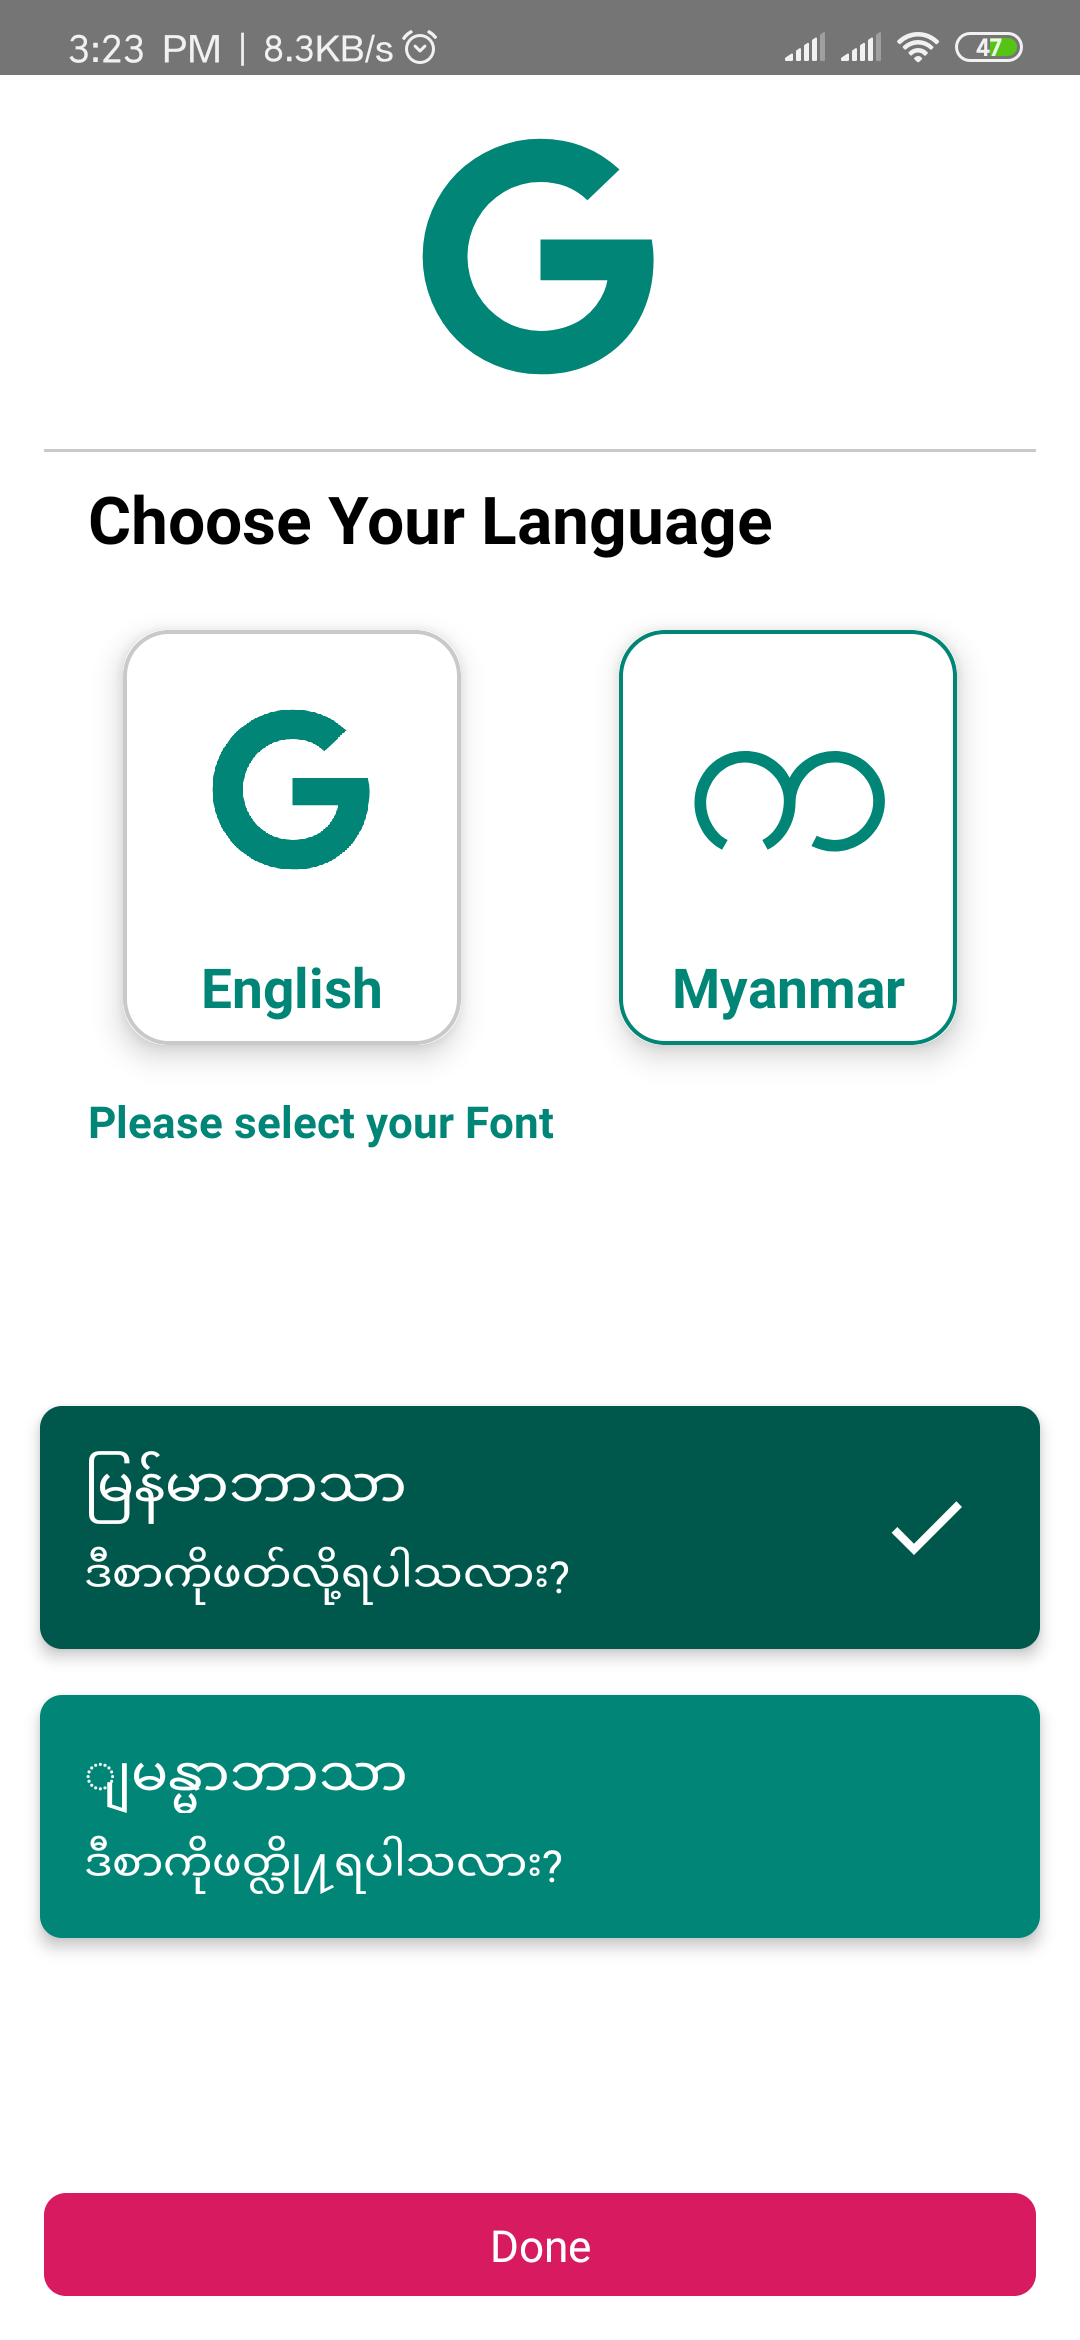 3:23 PM | 8.3KB/s
47
G
Choose Your Language
G
က
English
Myanmar
Please select your Font
မြန်မာဘာသာ
ဒီစာကိုဖတ်လို့ရပါသလား?
ျမန္မာဘာသာ
ဒီစာကိုဖတ္လို႔ရပါသလား?
Done